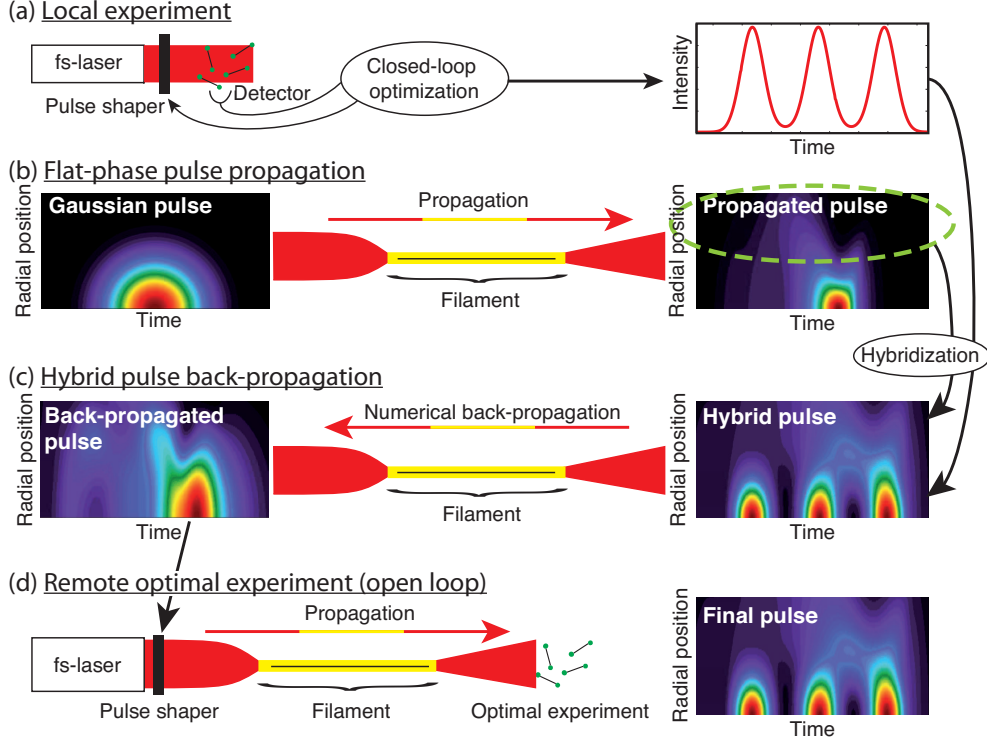 (a) Local experiment
fs-laser
Pulse shaper
Detector
Closed-loop
optimization
Intensity
Time
(b) Flat-phase pulse propagation
Radial position
Gaussian pulse
Time
Propagation
Filament
Radial position
Propagated pulse
Time
Hybridization
(c) Hybrid pulse back-propagation
Radial position
Back-propagated
pulse
Time
Numerical back-propagation
Filament
Radial position
Hybrid pulse
Time
(d) Remote optimal experiment (open loop)
fs-laser
Pulse shaper
Propagation
Filament
Optimal experiment
Radial position
Final pulse
Time